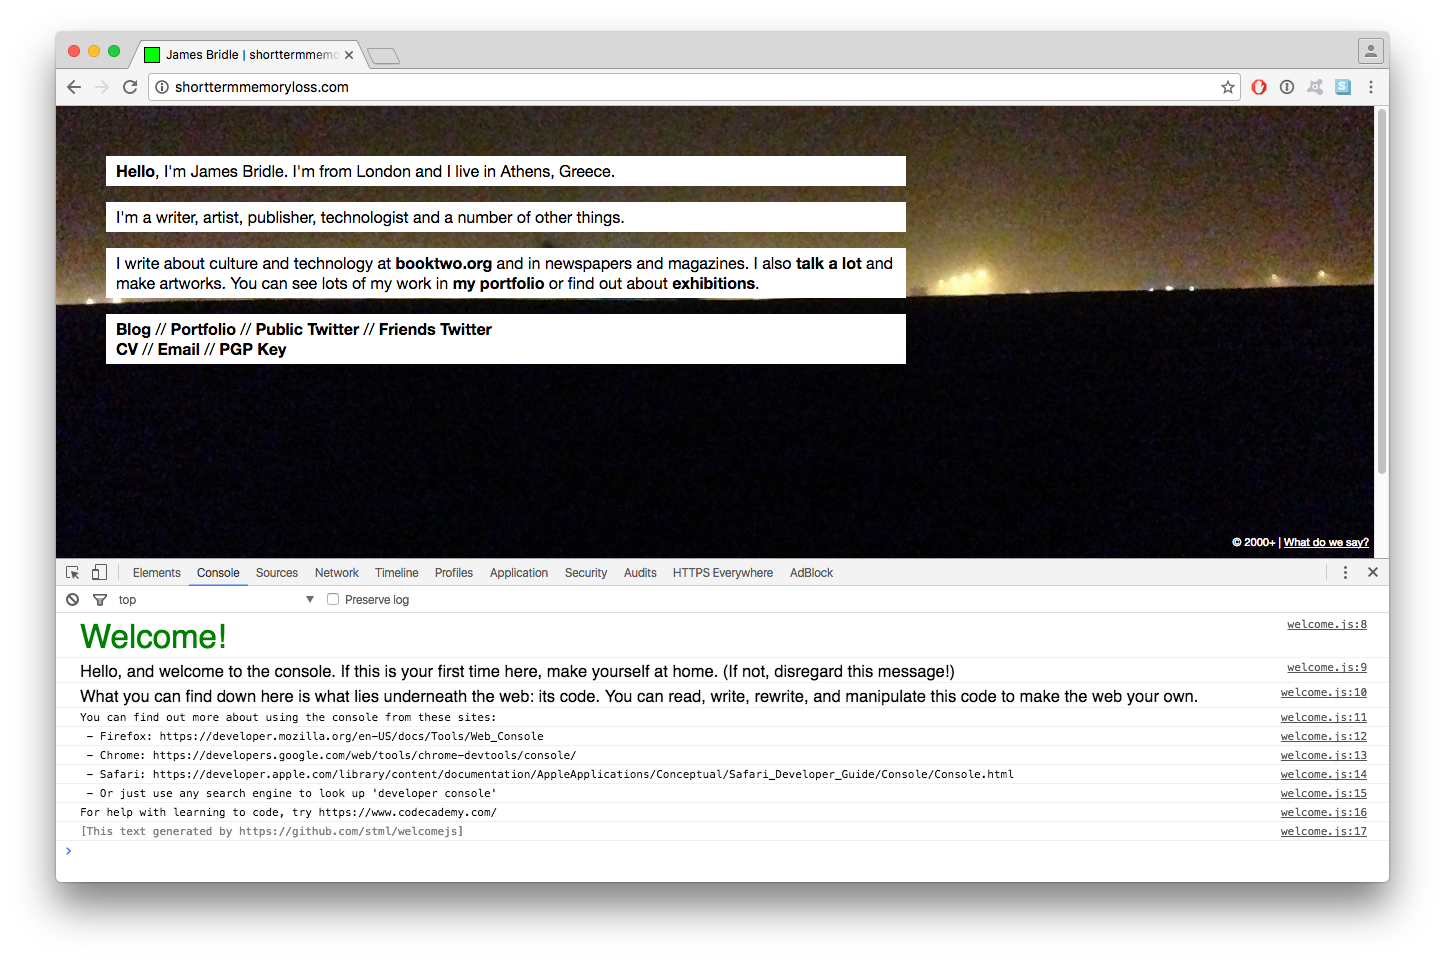 James Bridle | shorttermmemo
shorttermmemoryloss.com
Hello, I'm James Bridle. I'm from London and I live in Athens, Greece.
I'm a writer, artist, publisher, technologist and a number of other things.
I write about culture and technology at booktwo.org and in newspapers and magazines. I also talk a lot and
make artworks. You can see lots of my work in my portfolio or find out about exhibitions.
Blog // Portfolio // Public Twitter // Friends Twitter
CV // Email // PGP Key
© 2000+ | What do we say?
Elements Console Sources Network Timeline Profiles Application Security Audits HTTPS Everywhere AdBlock
top Preserve log
Welcome! welcome.js:8
Hello, and welcome to the console. If this is your first time here, make yourself at home. (If not, disregard this message!) welcome.js:9
What you can find down here is what lies underneath the web: its code. You can read, write, rewrite, and manipulate this code to make the web your own. welcome.js:10
You can find out more about using the console from these sites: welcome.js:11
– Firefox: https://developer.mozilla.org/en-US/docs/Tools/Web_Console welcome.js:12
– Chrome: https://developers.google.com/web/tools/chrome-devtools/console/ welcome.js:13
– Safari: https://developer.apple.com/library/content/documentation/AppleApplications/Conceptual/Safari_Developer_Guide/Console/Console.html welcome.js:14
– Or just use any search engine to look up 'developer console' welcome.js:15
For help with learning to code, try https://www.codecademy.com/ welcome.js:16
[This text generated by https://github.com/stml/welcomejs] welcome.js:17